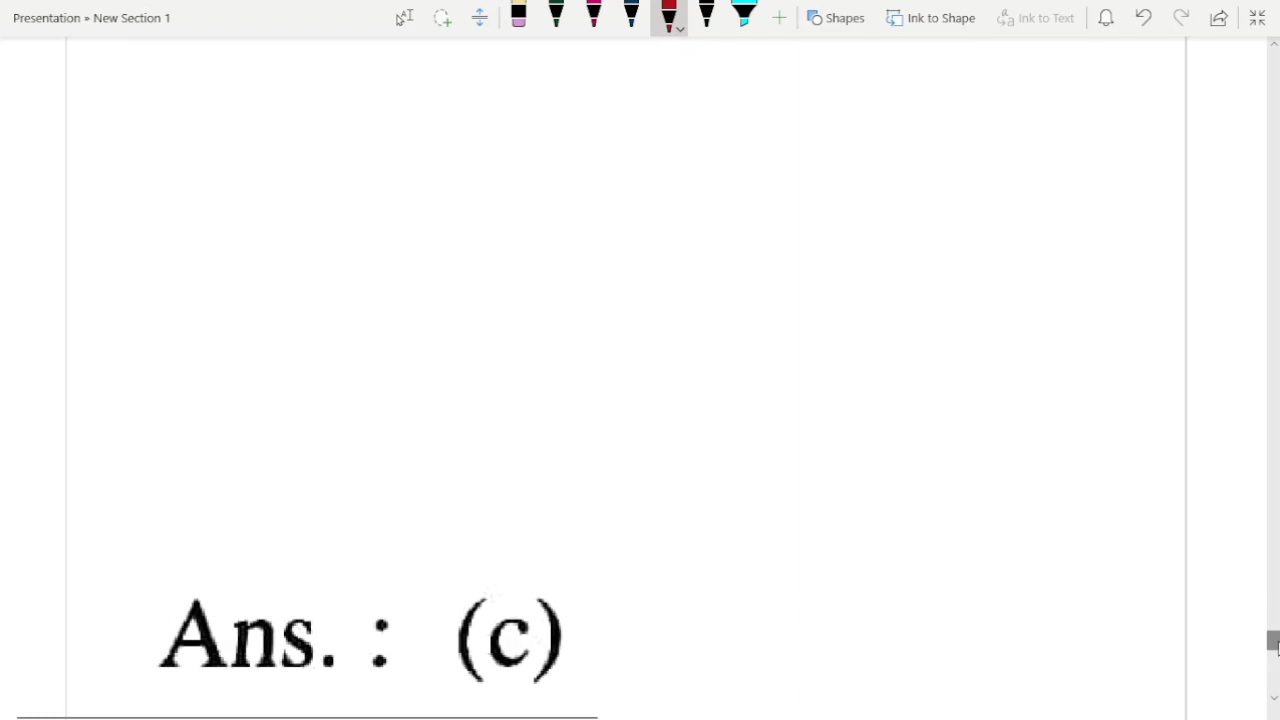 Presentation » New Section 1
Shapes
Ink to Shape
Ink to Text
Ans. : (c)